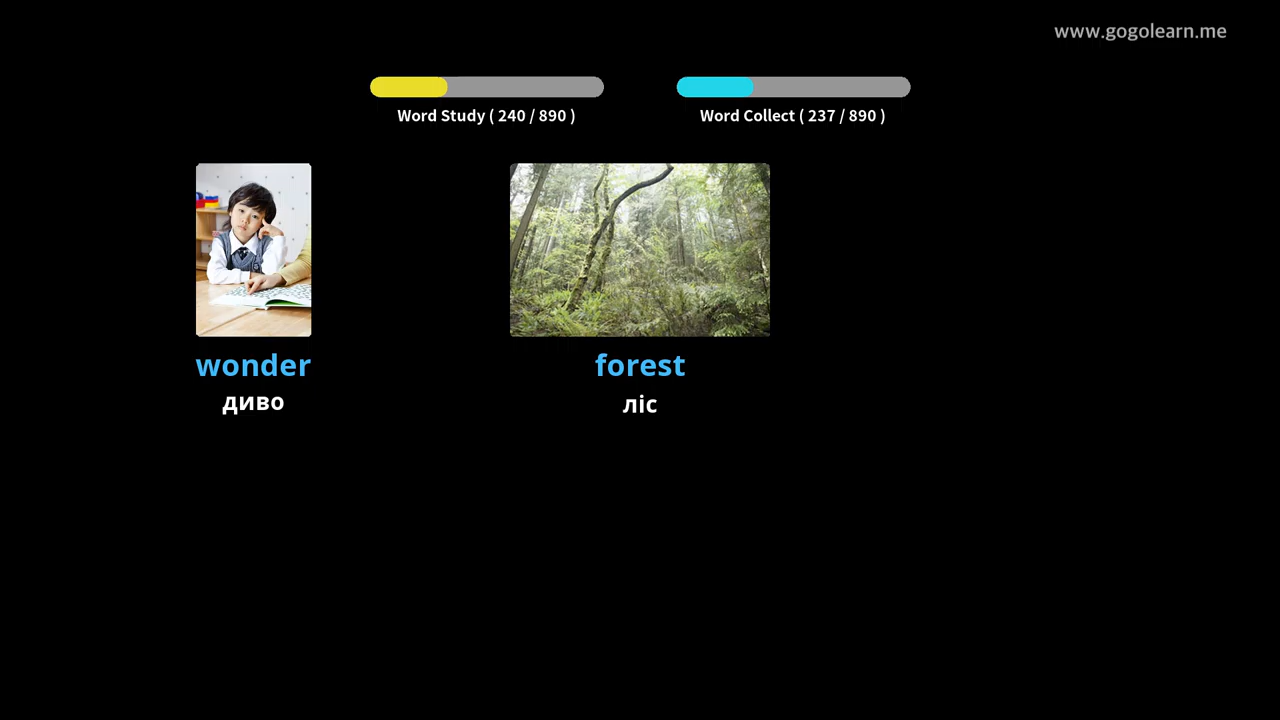 www.gogolearn.me
Word Study ( 240 / 890 )
Word Collect ( 237 / 890 )
wonder
диво
forest
ліс